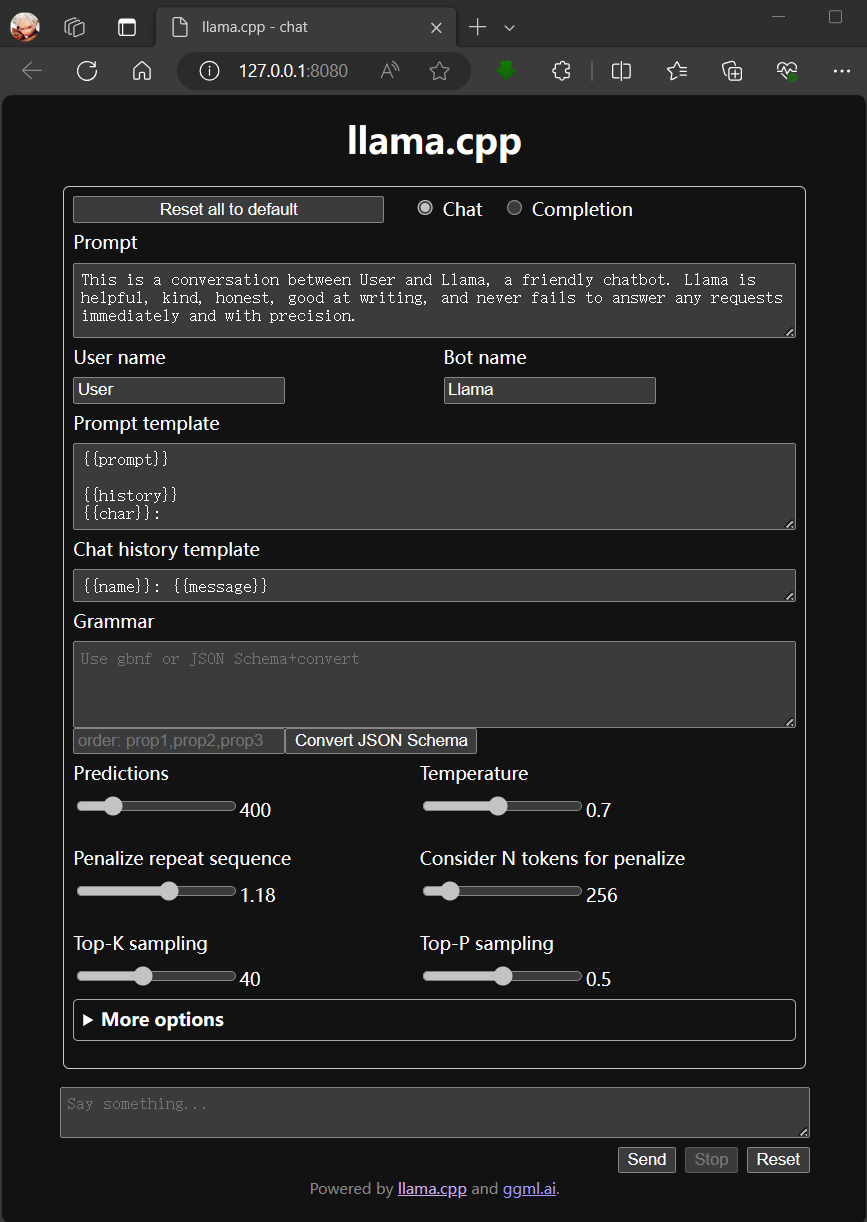 llama.cpp - chat
127.0.0.1:8080
llama.cpp
Reset all to default Chat Completion
Prompt
This is a conversation between User and Llama, a friendly chatbot. Llama is
helpful, kind, honest, good at writing, and never fails to answer any requests
immediately and with precision.
User name Bot name
User Llama
Prompt template
{{prompt}}
{{history}}
{{char}}:
Chat history template
{{name}}: {{message}}
Grammar
Use gbnf or JSON Schema+convert
order: prop1,prop2,prop3 Convert JSON Schema
Predictions Temperature
400 0.7
Penalize repeat sequence Consider N tokens for penalize
1.18 256
Top-K sampling Top-P sampling
40 0.5
More options
Say something...
Send Stop Reset
Powered by llama.cpp and ggml.ai.